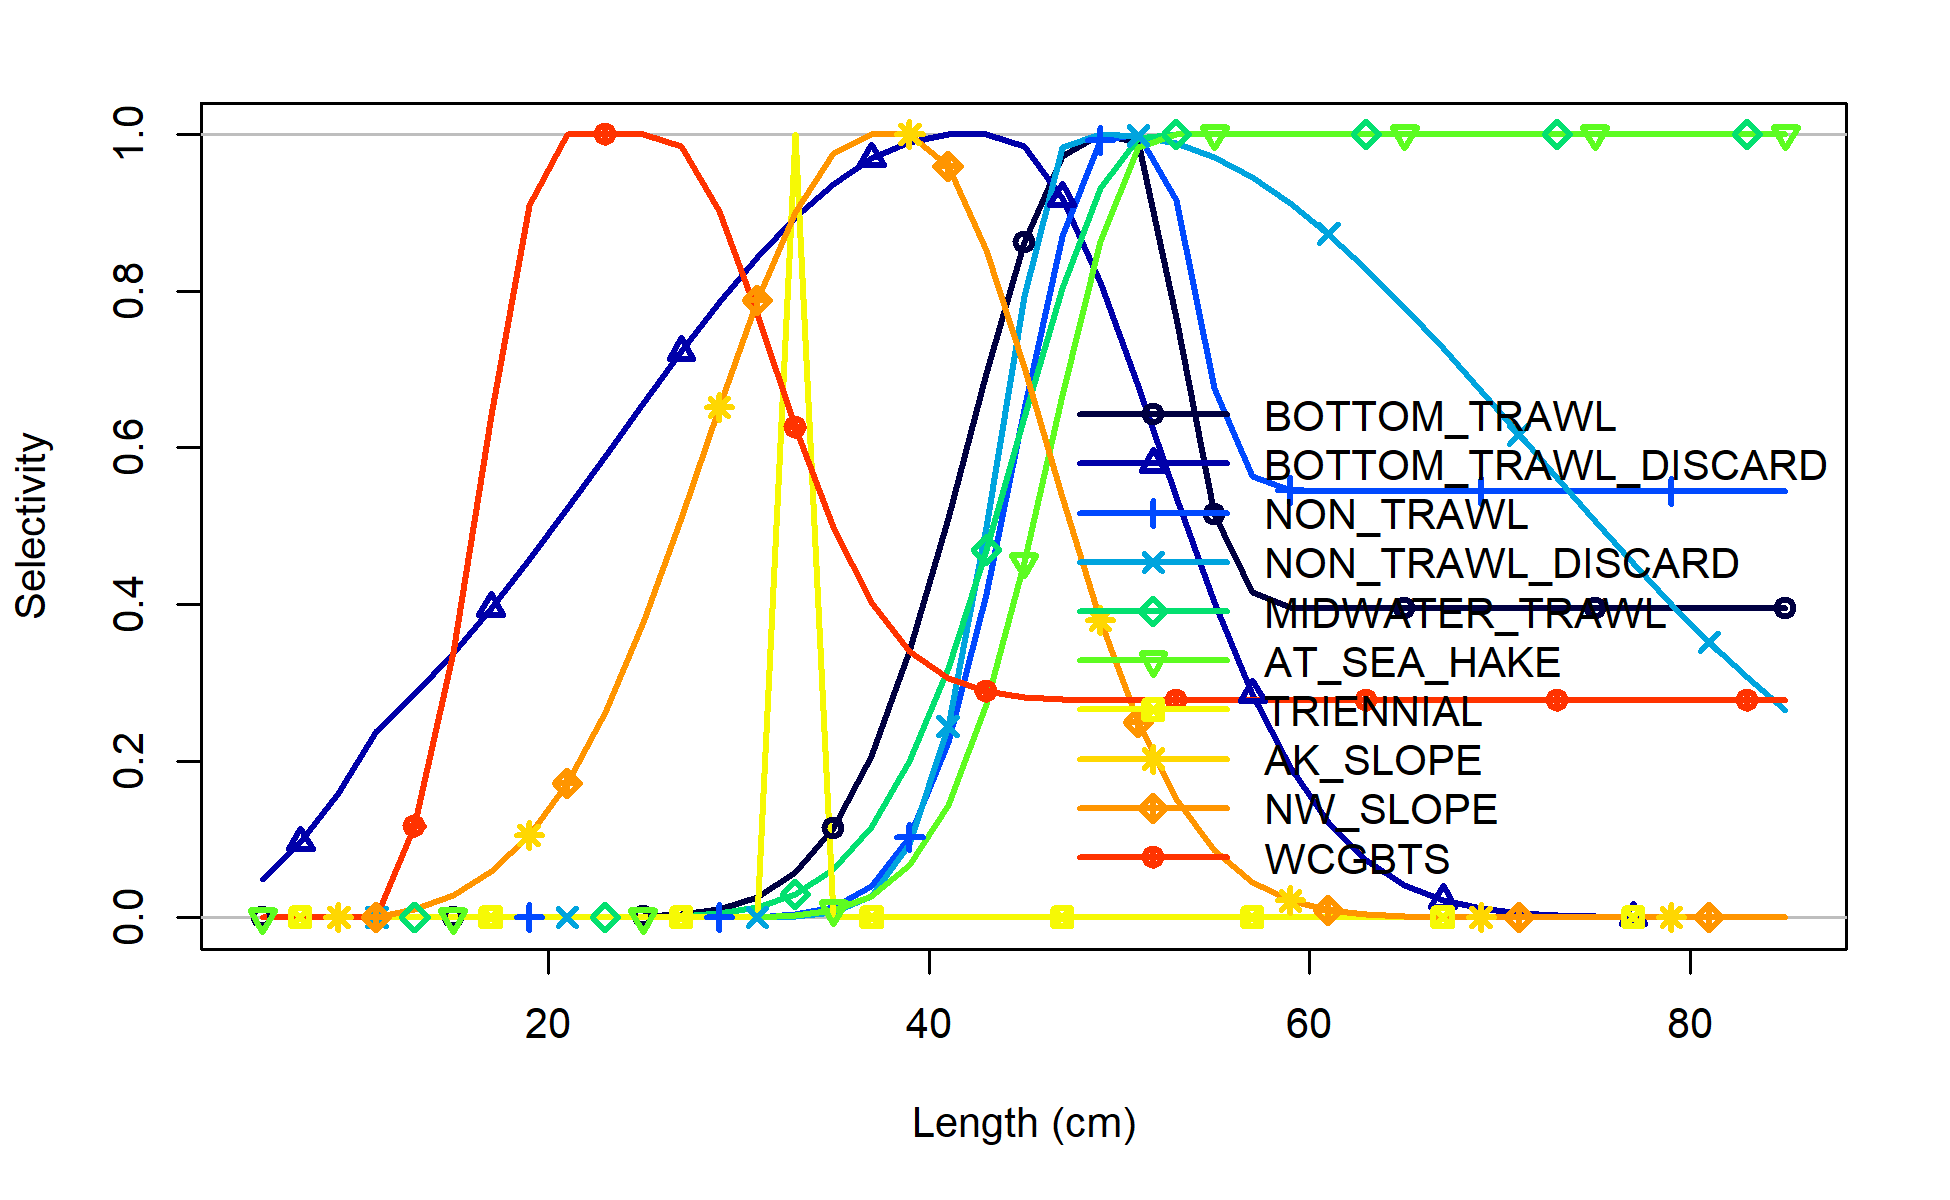 1.0
0.8
0.6
0.4
0.2
0.0
Selectivity
BOTTOM_TRAWL
BOTTOM_TRAWL_DISCARD
NON_TRAWL
NON_TRAWL_DISCARD
MIDWATER_TRAWL
AT_SEA_HAKE
TRIENNIAL
AK_SLOPE
NW_SLOPE
WCGBTS
20 40 60 80
Length (cm)